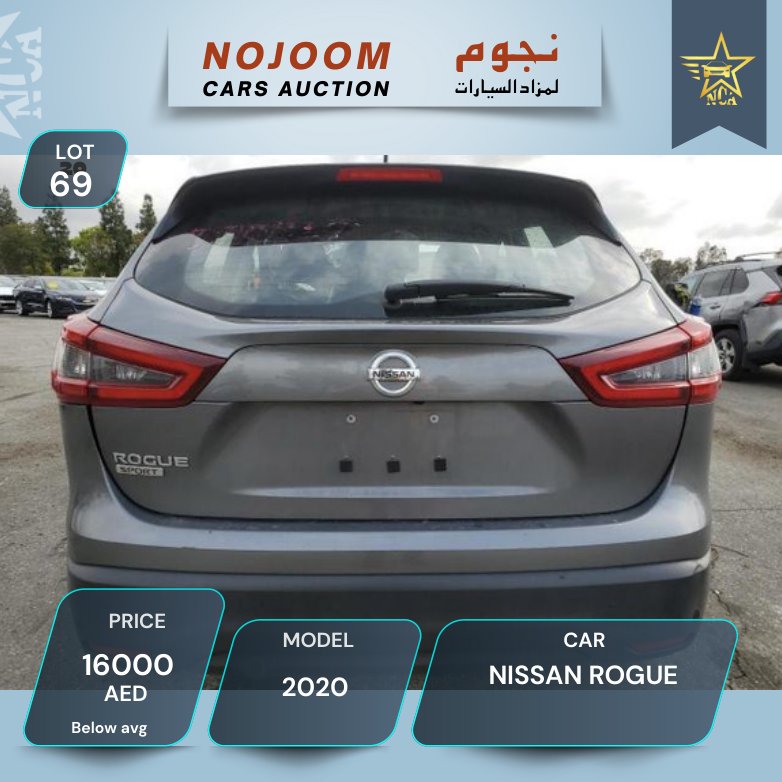 NCA
NOJOOM
CARS AUCTION
نجوم
لمزاد السيارات
NCA
LOT
69
NISSAN
ROGUE
SPORT
PRICE
16000
AED
Below avg
MODEL
2020
CAR
NISSAN ROGUE